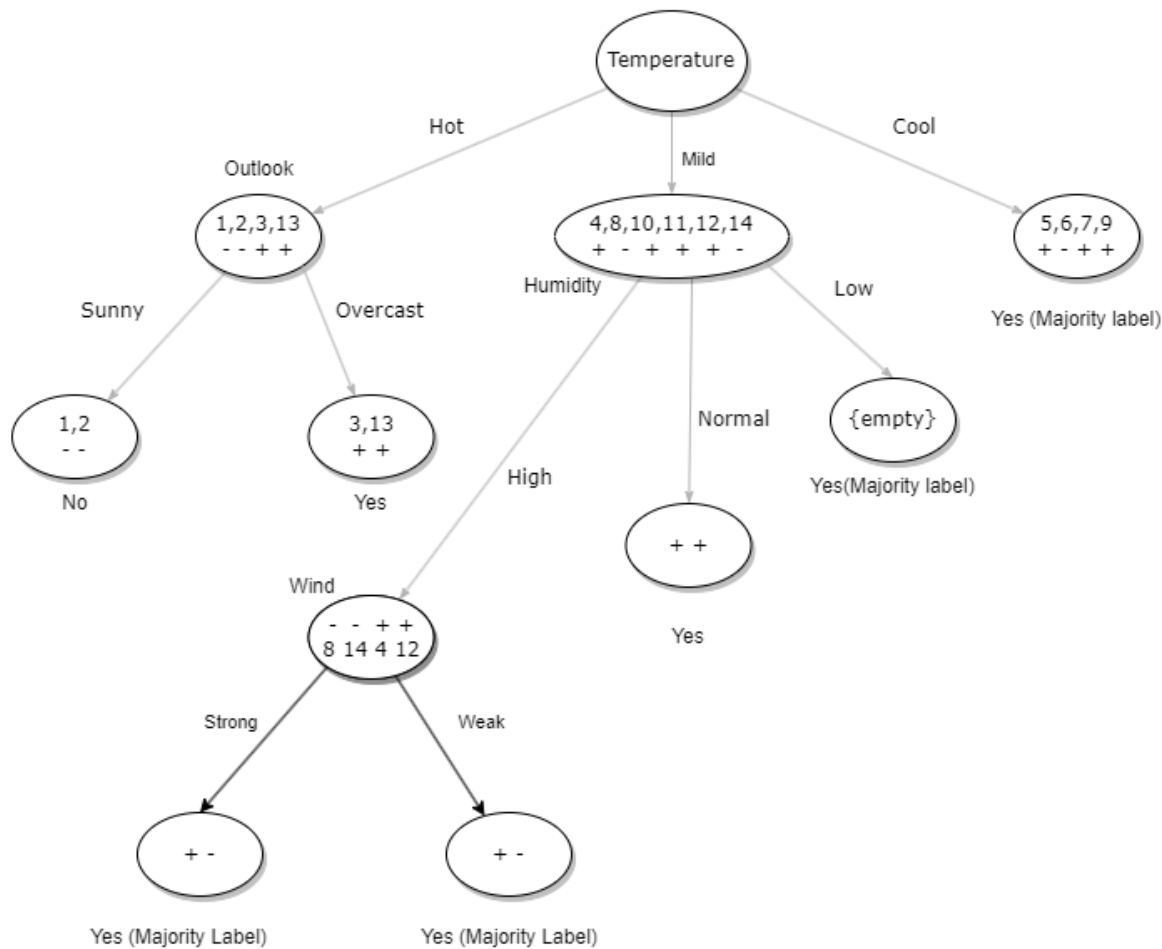 Temperature
Hot
Cool
Mild
Outlook
1,2,3,13
- - + +
4,8,10,11,12,14
+ - + + + -
5,6,7,9
+ - + +
Humidity
Low
Yes (Majority label)
Sunny
Overcast
1,2
- -
No
3,13
+ +
Yes
Normal
{empty}
Yes(Majority label)
High
+ +
Yes
Wind
- - + +
8 14 4 12
Strong
Weak
+ -
+ -
Yes (Majority Label)
Yes (Majority Label)